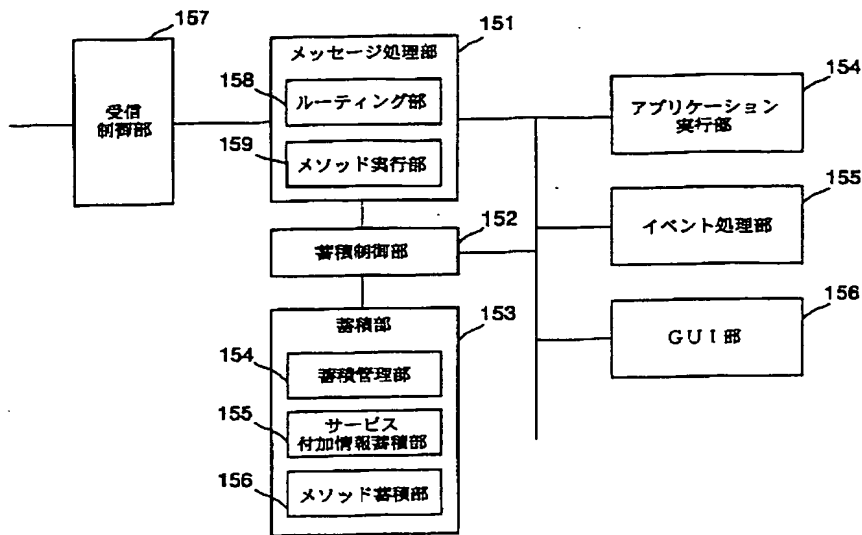 157
受信
制御部
151
メッセージ処理部
158
ルーティング部
159
メソッド実行部
152
蓄積制御部
153
蓄積部
154
蓄積管理部
155
サービス
付加情報蓄積部
156
メソッド蓄積部
154
アプリケーション
実行部
155
イベント処理部
156
GUI部